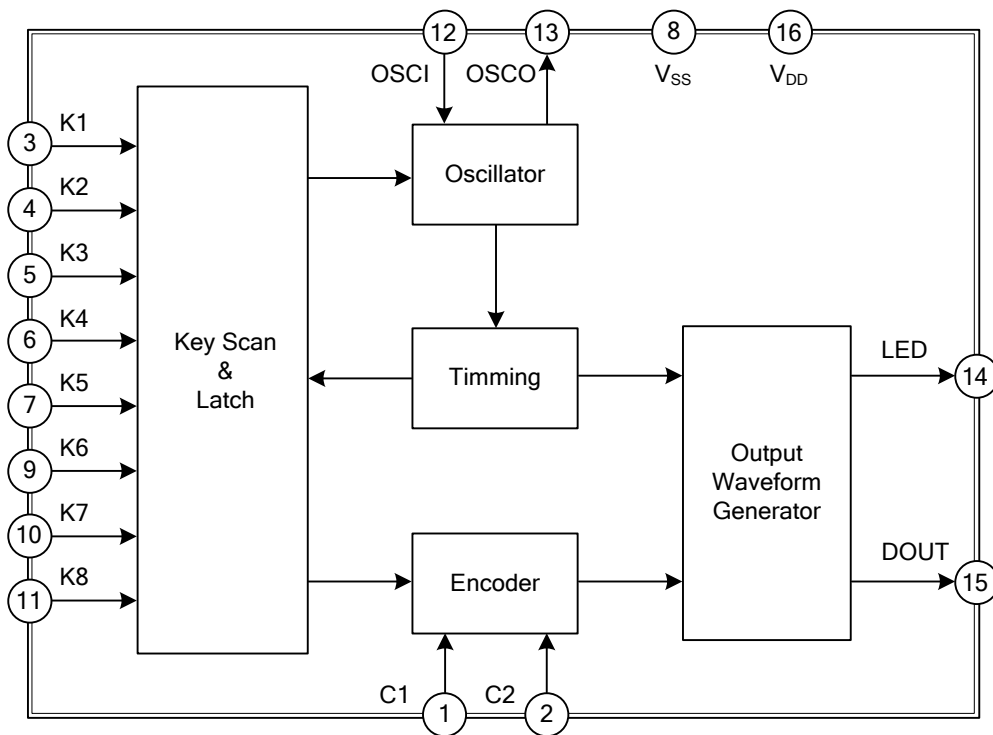 12
13
8
16
OSCI
OSCO
VSS
VDD
3
K1
4
K2
5
K3
6
K4
7
K5
9
K6
10
K7
11
K8
Key Scan
&
Latch
Oscillator
Timming
Encoder
Output
Waveform
Generator
LED
14
DOUT
15
C1
1
C2
2